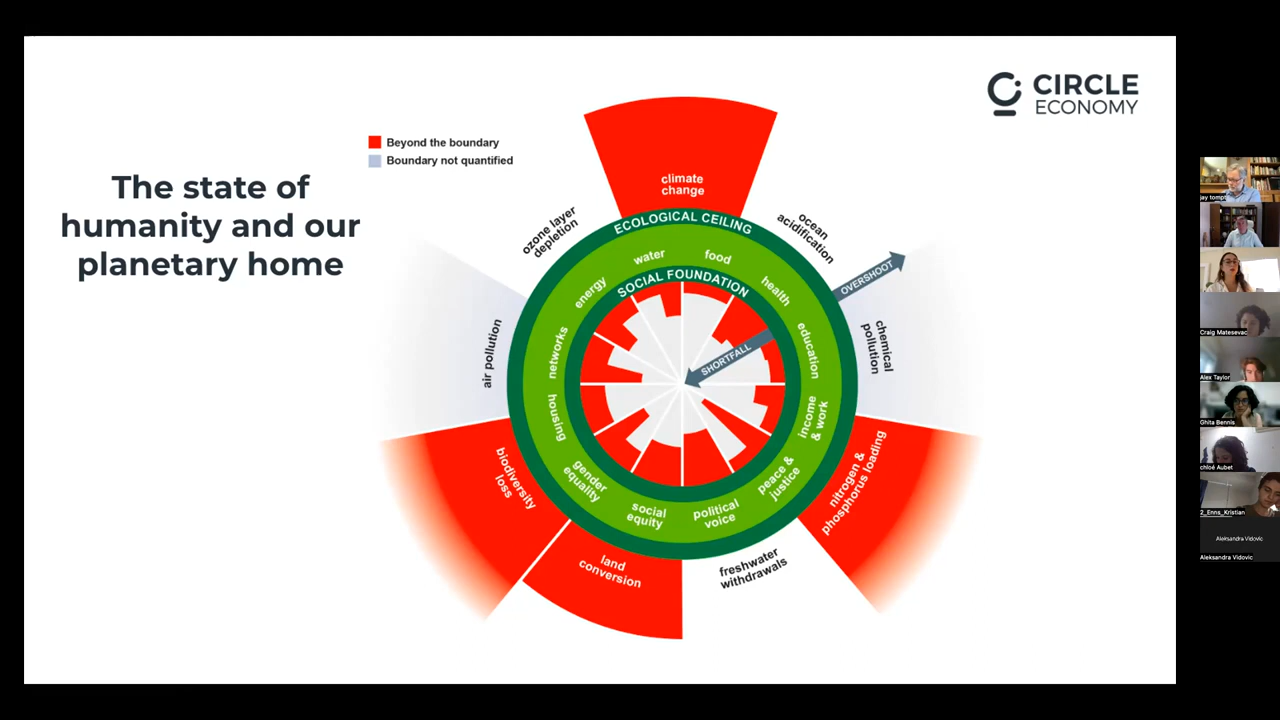 The state of
humanity and our
planetary home
CIRCLE
ECONOMY
Beyond the boundary
Boundary not quantified
climate
change
ozone layer
depletion
ocean
acidification
ECOLOGICAL CEILING
OVERSHOOT
water
food
SOCIAL FOUNDATION
energy
health
air pollution
networks
education
chemical
pollution
SHORTFALL
housing
income
& work
biodiversity
loss
gender
equality
peace &
justice
nitrogen &
phosphorus loading
social
equity
political
voice
land
conversion
freshwater
withdrawals
Craig Matesevac
Alex Taylor
Ghita Bennis
chloé Aubet
2_Enns_Kristian
Aleksandra Vidovic
Aleksandra Vidovic